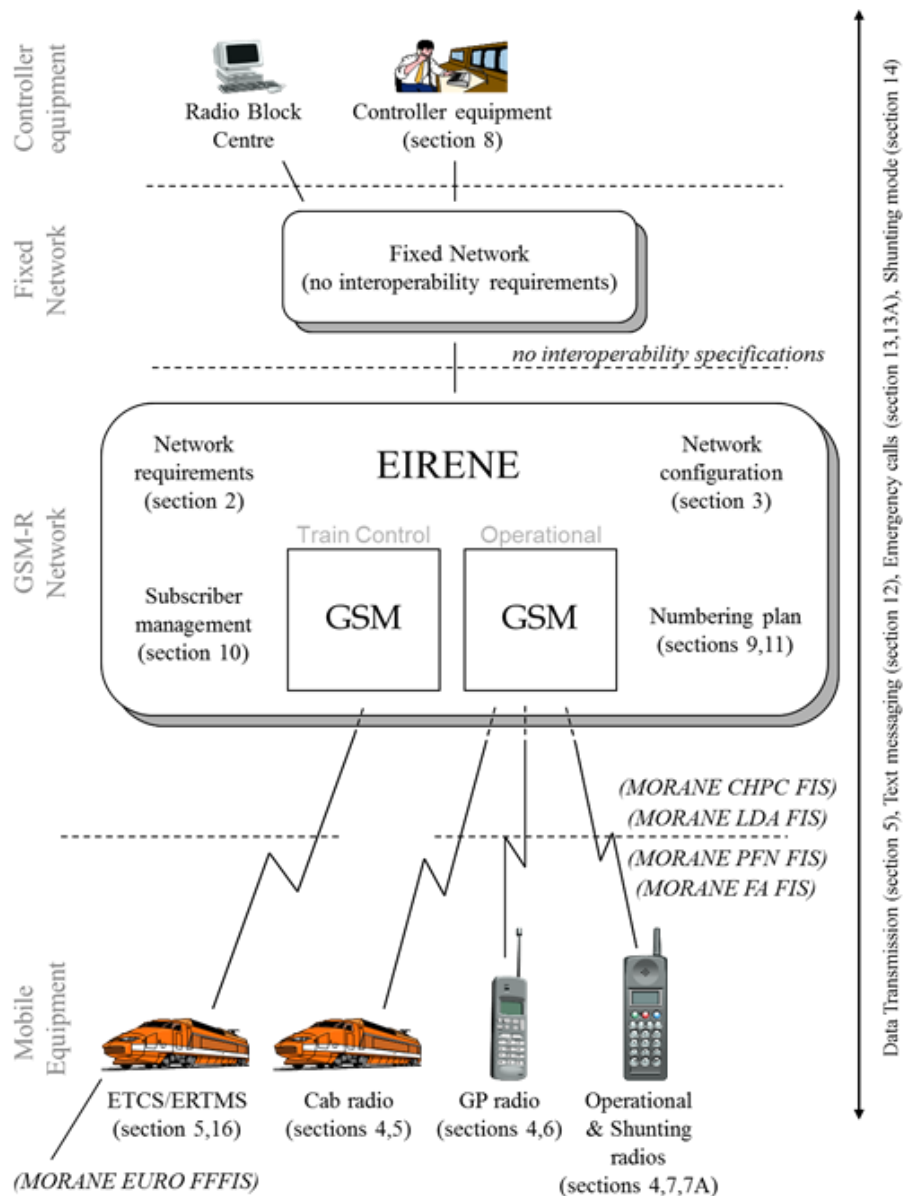 Controller
equipment
Radio Block
Centre
Controller equipment
(section 8)
Fixed
Network
Fixed Network
(no interoperability requirements)
no interoperability specifications
GSM-R
Network
Network
requirements
(section 2)
EIRENE
Network
configuration
(section 3)
Train Control
Operational
Subscriber
management
(section 10)
GSM
GSM
Numbering plan
(sections 9,11)
(MORANE CHPC FIS)
(MORANE LDA FIS)
(MORANE PFN FIS)
(MORANE FA FIS)
Mobile
Equipment
ETCS/ERTMS
(section 5,16)
Cab radio
(sections 4,5)
GP radio
(sections 4,6)
Operational
& Shunting
radios
(sections 4,7,7A)
(MORANE EURO FFFIS)
Data Transmission (section 5), Text messaging (section 12), Emergency calls (section 13,13A), Shunting mode (section 14)